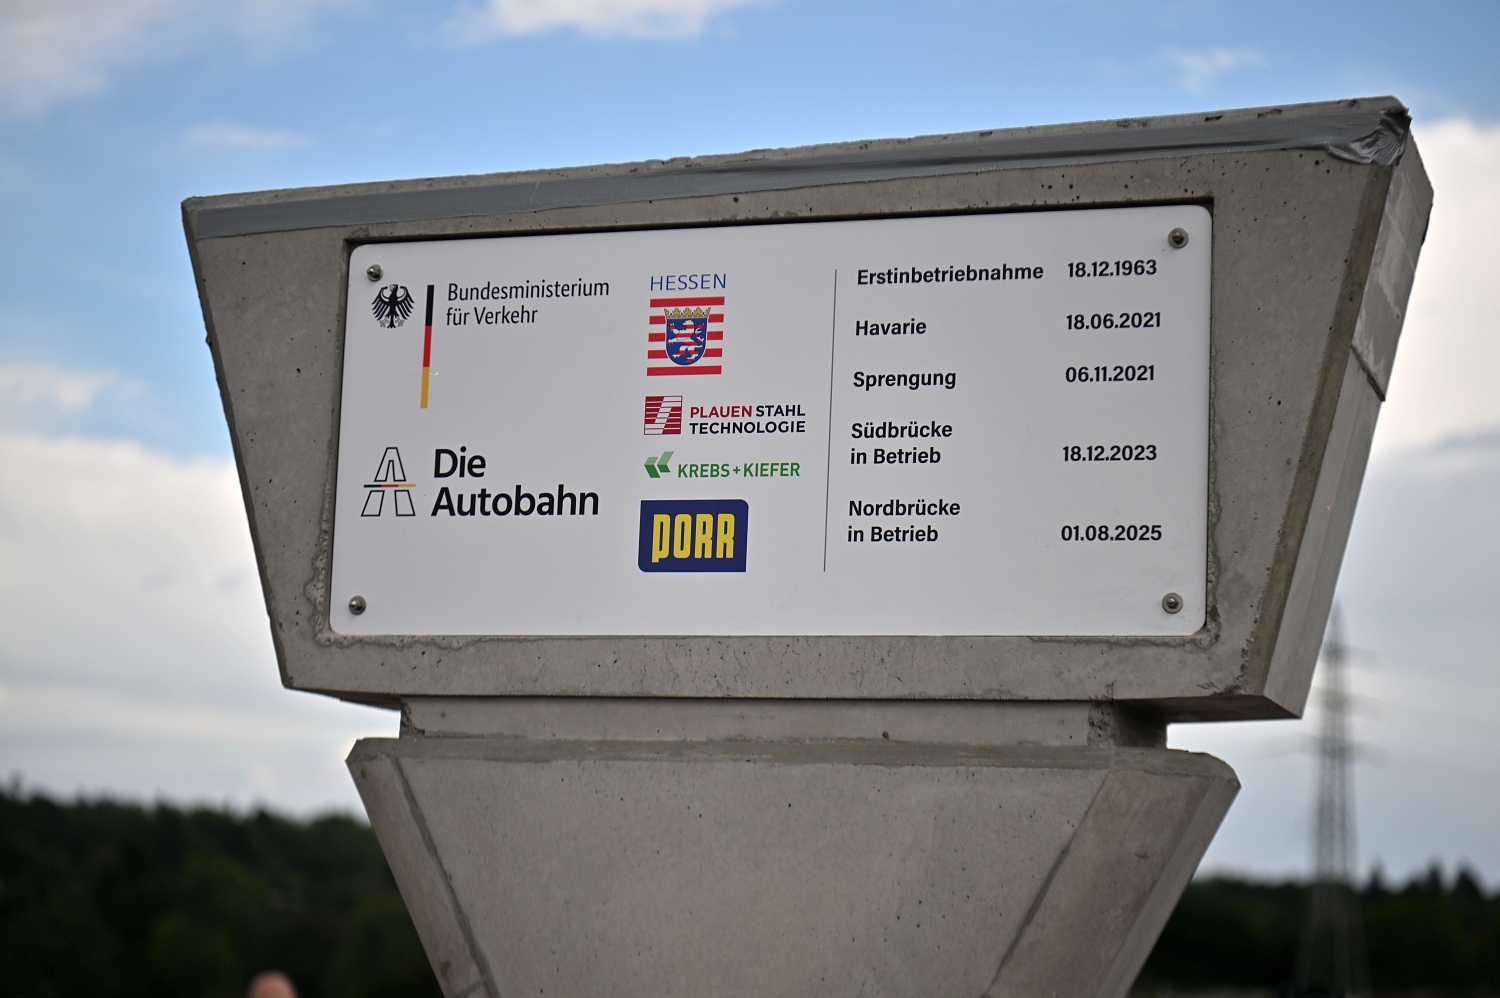 Bundesministerium
für Verkehr
Die
Autobahn
HESSEN
PLAUEN STAHL
TECHNOLOGIE
KREBS+KIEFER
PORR
Erstinbetriebnahme 18.12.1963
Havarie 18.06.2021
Sprengung 06.11.2021
Südbrücke
in Betrieb 18.12.2023
Nordbrücke
in Betrieb 01.08.2025